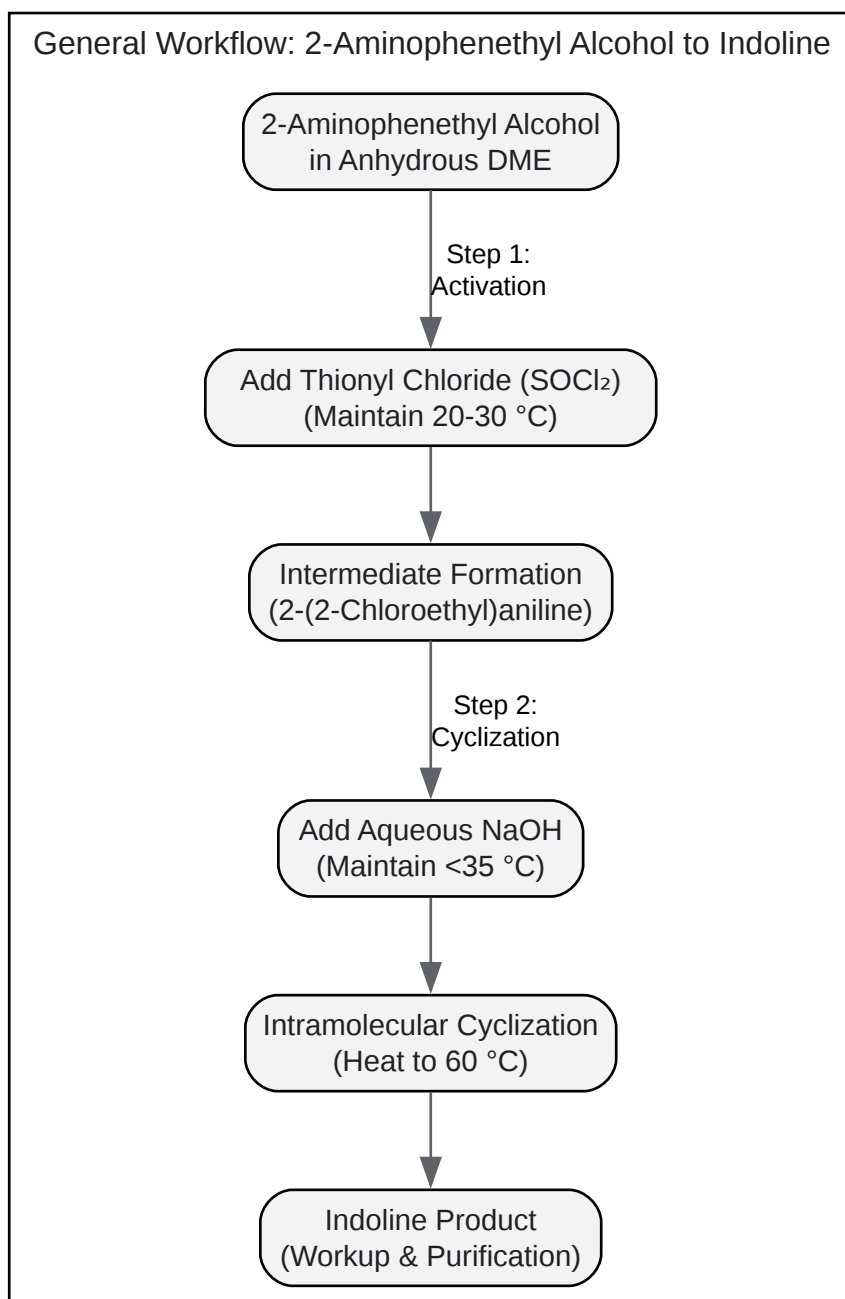 General Workflow: 2-Aminophenethyl Alcohol to Indoline
2-Aminophenethyl Alcohol
in Anhydrous DME
Step 1:
Activation
Add Thionyl Chloride (SOCl₂)
(Maintain 20-30 °C)
Intermediate Formation
(2-(2-Chloroethyl)aniline)
Step 2:
Cyclization
Add Aqueous NaOH
(Maintain <35 °C)
Intramolecular Cyclization
(Heat to 60 °C)
Indoline Product
(Workup & Purification)